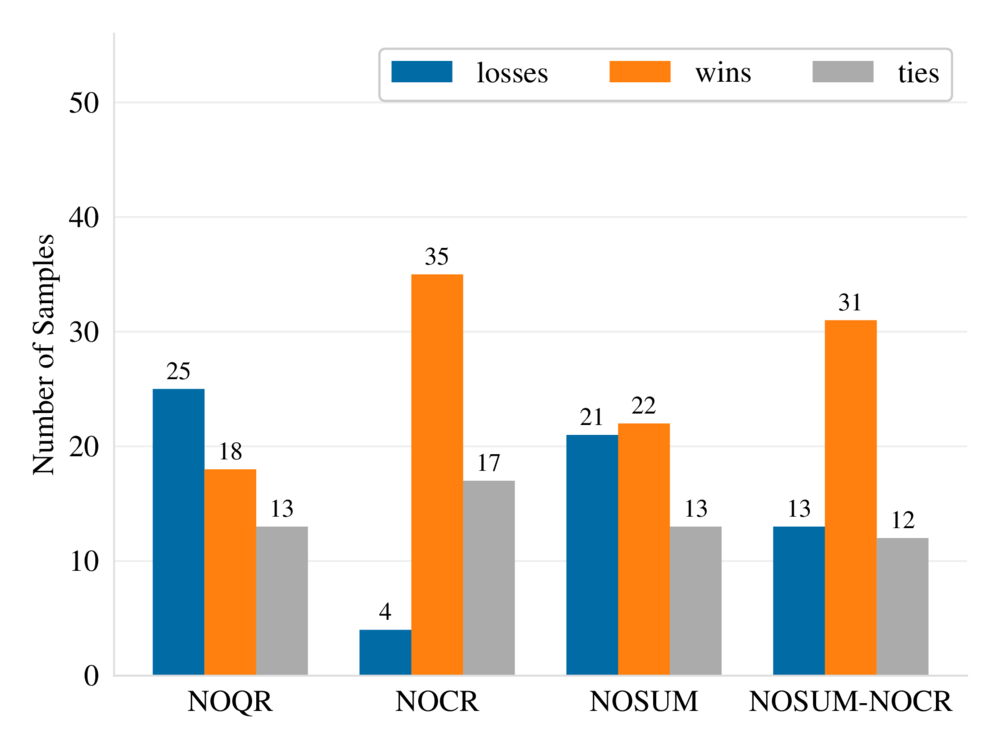 losses wins ties
50
40
30
20
10
0
Number of Samples
25 18 13
4 35 17
21 22 13
13 31 12
NOQR NOCR NOSUM NOSUM-NOCR